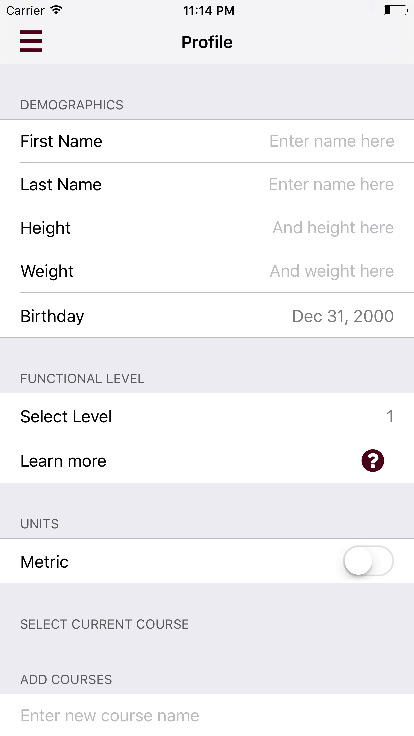 Carrier 11:14 PM
Profile
DEMOGRAPHICS
First Name Enter name here
Last Name Enter name here
Height And height here
Weight And weight here
Birthday Dec 31, 2000
FUNCTIONAL LEVEL
Select Level 1
Learn more ?
UNITS
Metric
SELECT CURRENT COURSE
ADD COURSES
Enter new course name